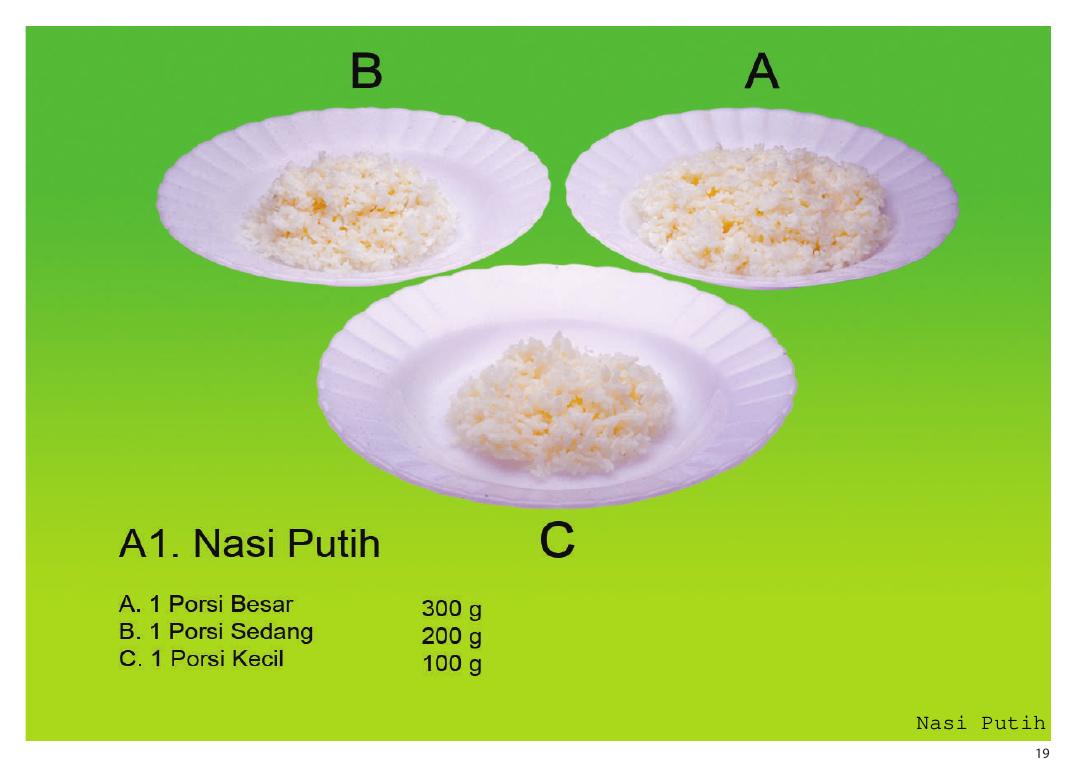 B
A
C
A1. Nasi Putih
A. 1 Porsi Besar 300 g
B. 1 Porsi Sedang 200 g
C. 1 Porsi Kecil 100 g
Nasi Putih
19